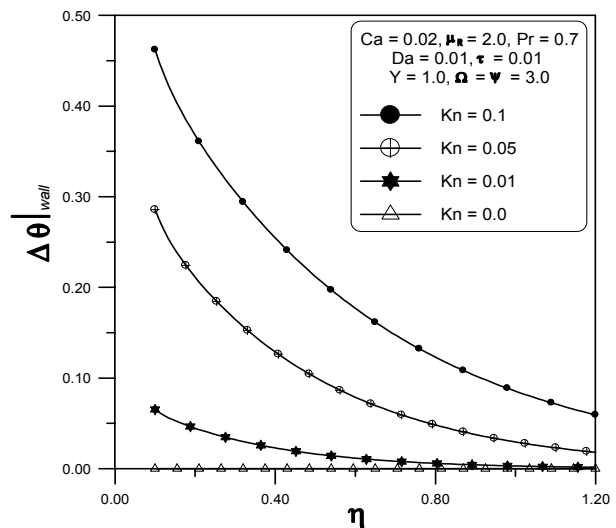 0.50
0.40
0.30
0.20
0.10
0.00
Δ θ|wall
Ca = 0.02, μR = 2.0, Pr = 0.7
Da = 0.01, τ = 0.01
Y = 1.0, Ω = Ψ = 3.0
Kn = 0.1
Kn = 0.05
Kn = 0.01
Kn = 0.0
0.00 0.40 0.80 1.20
η